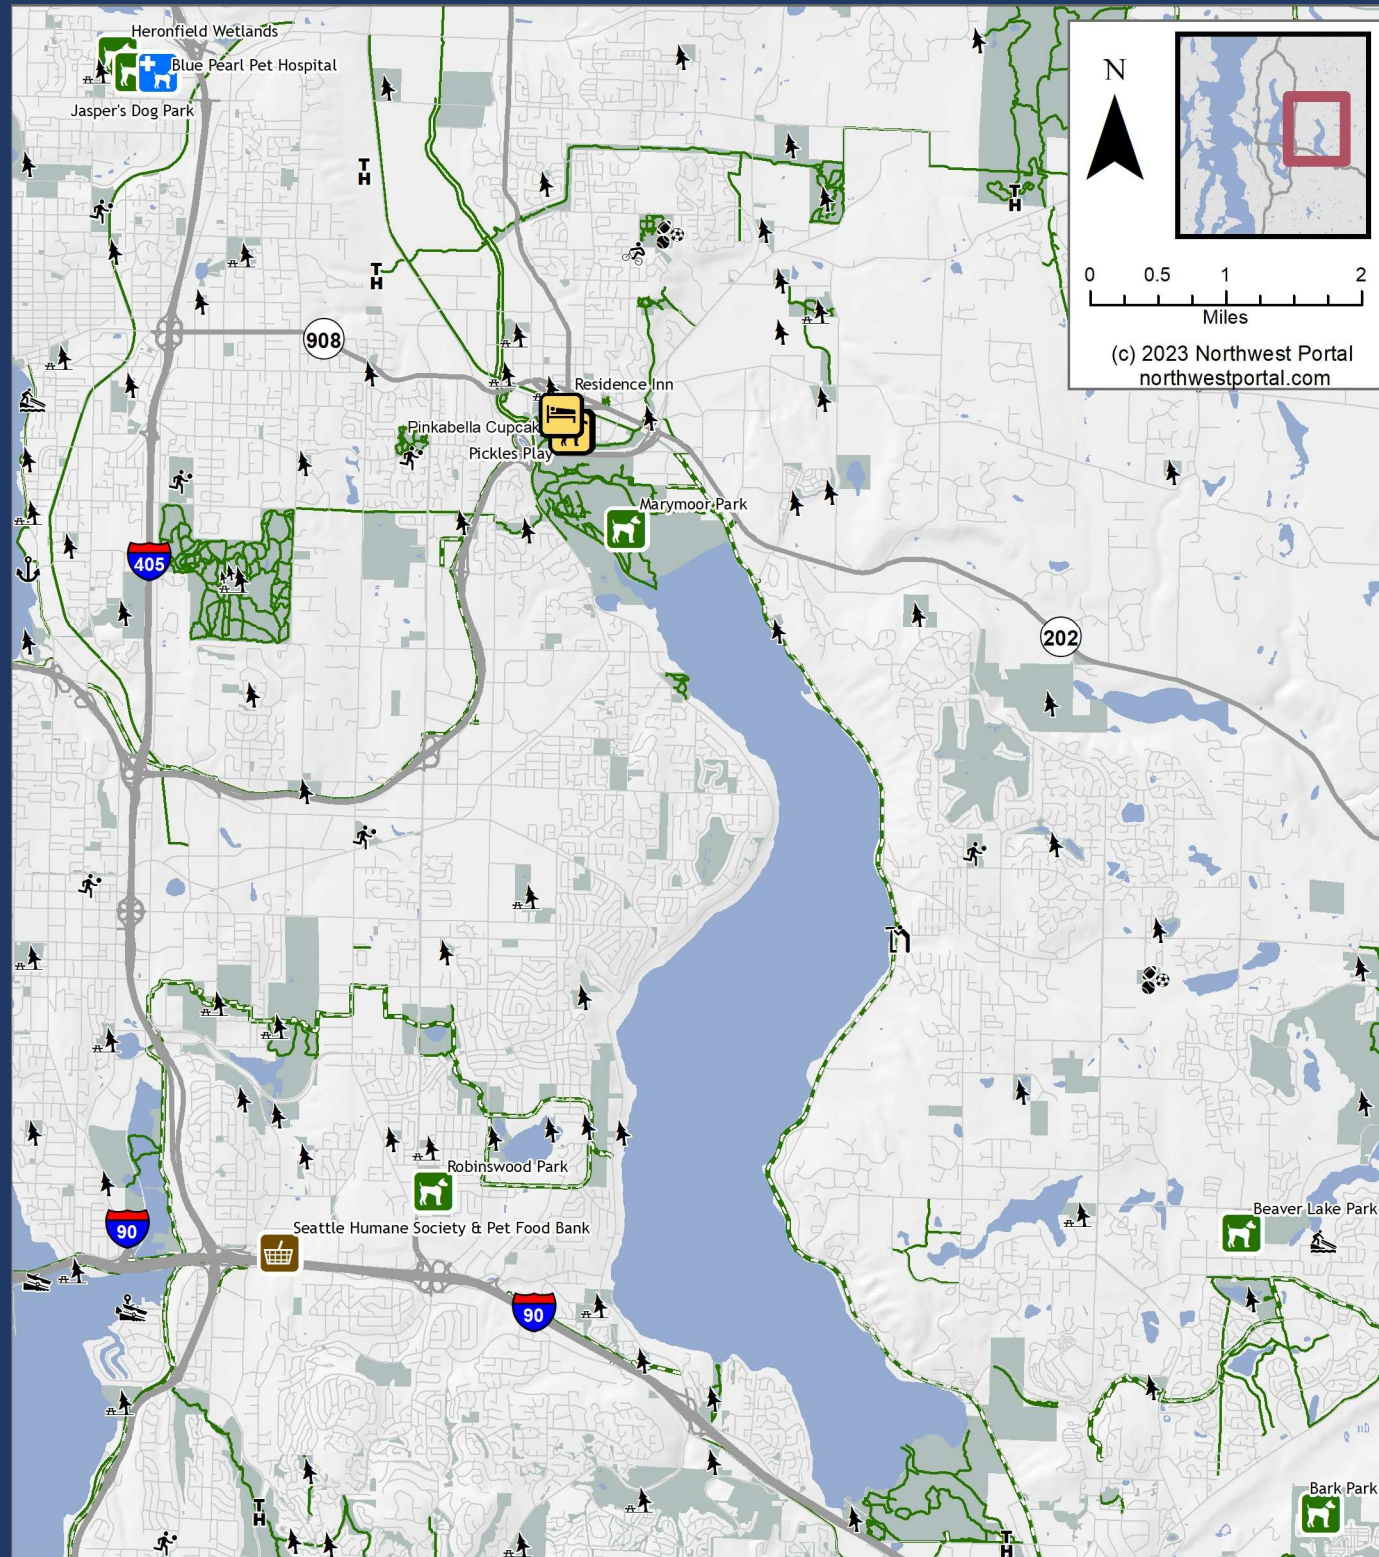 Heronfield Wetlands
Blue Pearl Pet Hospital
Jasper's Dog Park
N
0 0.5 1 2
Miles
(c) 2023 Northwest Portal
northwestportal.com
T
H
T
H
T
H
908
Residence Inn
Pinkabella Cupcak
Pickles Play
Marymoor Park
405
202
Robinswood Park
90
Seattle Humane Society & Pet Food Bank
Beaver Lake Park
90
Bark Park
T
H
T
H